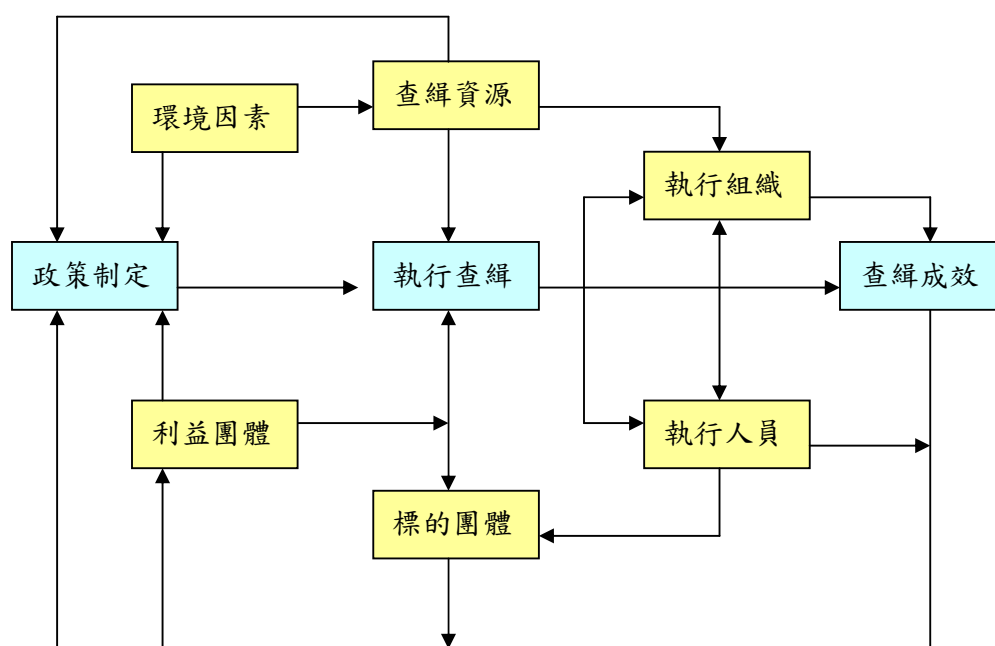 查緝資源
環境因素
執行組織
政策制定
執行查緝
查緝成效
利益團體
執行人員
標的團體